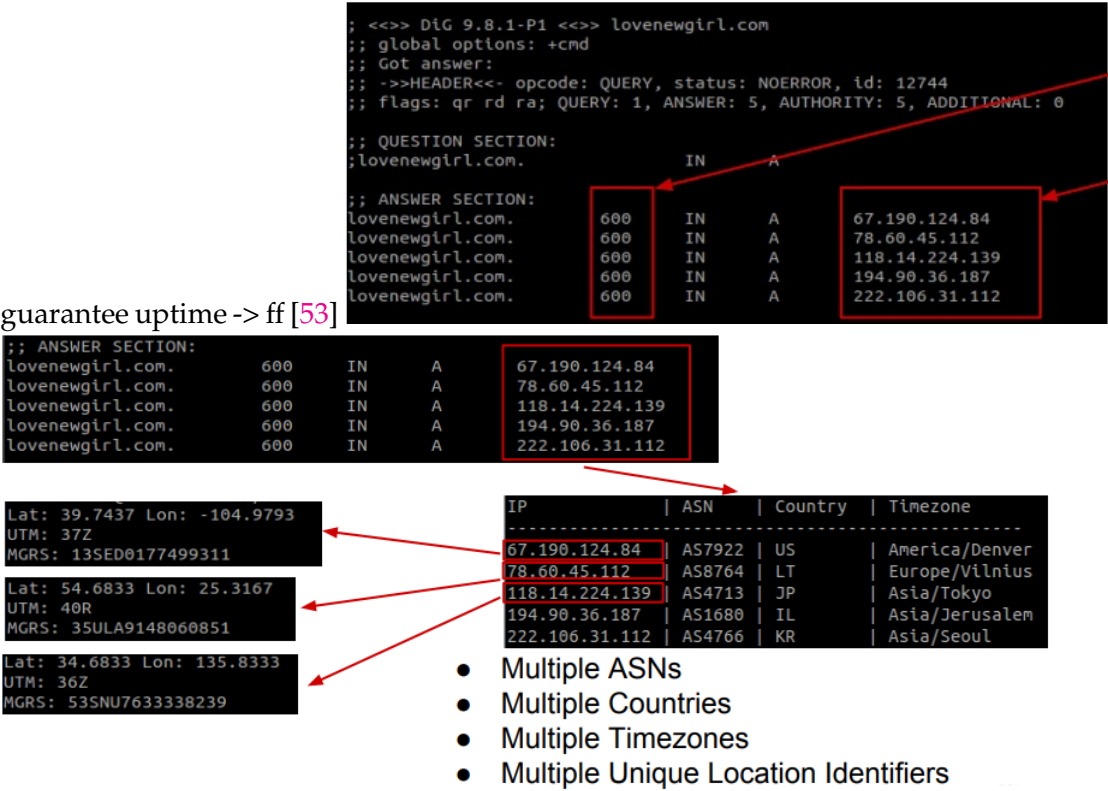 ; <<>> DiG 9.8.1-P1 <<>> lovenewgirl.com
;; global options: +cmd
;; Got answer:
;; ->>HEADER<<- opcode: QUERY, status: NOERROR, id: 12744
;; flags: qr rd ra; QUERY: 1, ANSWER: 5, AUTHORITY: 5, ADDITIONAL: 0
;; QUESTION SECTION:
;lovenewgirl.com. IN A
;; ANSWER SECTION:
lovenewgirl.com. 600 IN A 67.190.124.84
lovenewgirl.com. 600 IN A 78.60.45.112
lovenewgirl.com. 600 IN A 118.14.224.139
lovenewgirl.com. 600 IN A 194.90.36.187
lovenewgirl.com. 600 IN A 222.106.31.112
guarantee uptime -> ff [53]
;; ANSWER SECTION:
lovenewgirl.com. 600 IN A 67.190.124.84
lovenewgirl.com. 600 IN A 78.60.45.112
lovenewgirl.com. 600 IN A 118.14.224.139
lovenewgirl.com. 600 IN A 194.90.36.187
lovenewgirl.com. 600 IN A 222.106.31.112
Lat: 39.7437 Lon: -104.9793
UTM: 37Z
MGRS: 13SED0177499311
Lat: 54.6833 Lon: 25.3167
UTM: 40R
MGRS: 35ULA9148060851
Lat: 34.6833 Lon: 135.8333
UTM: 36Z
MGRS: 53SNU7633338239
IP | ASN | Country | Timezone
-----------------------------------------------------
67.190.124.84 | AS7922 | US | America/Denver
78.60.45.112 | AS8764 | LT | Europe/Vilnius
118.14.224.139 | AS4713 | JP | Asia/Tokyo
194.90.36.187 | AS1680 | IL | Asia/Jerusalem
222.106.31.112 | AS4766 | KR | Asia/Seoul
● Multiple ASNs
● Multiple Countries
● Multiple Timezones
● Multiple Unique Location Identifiers